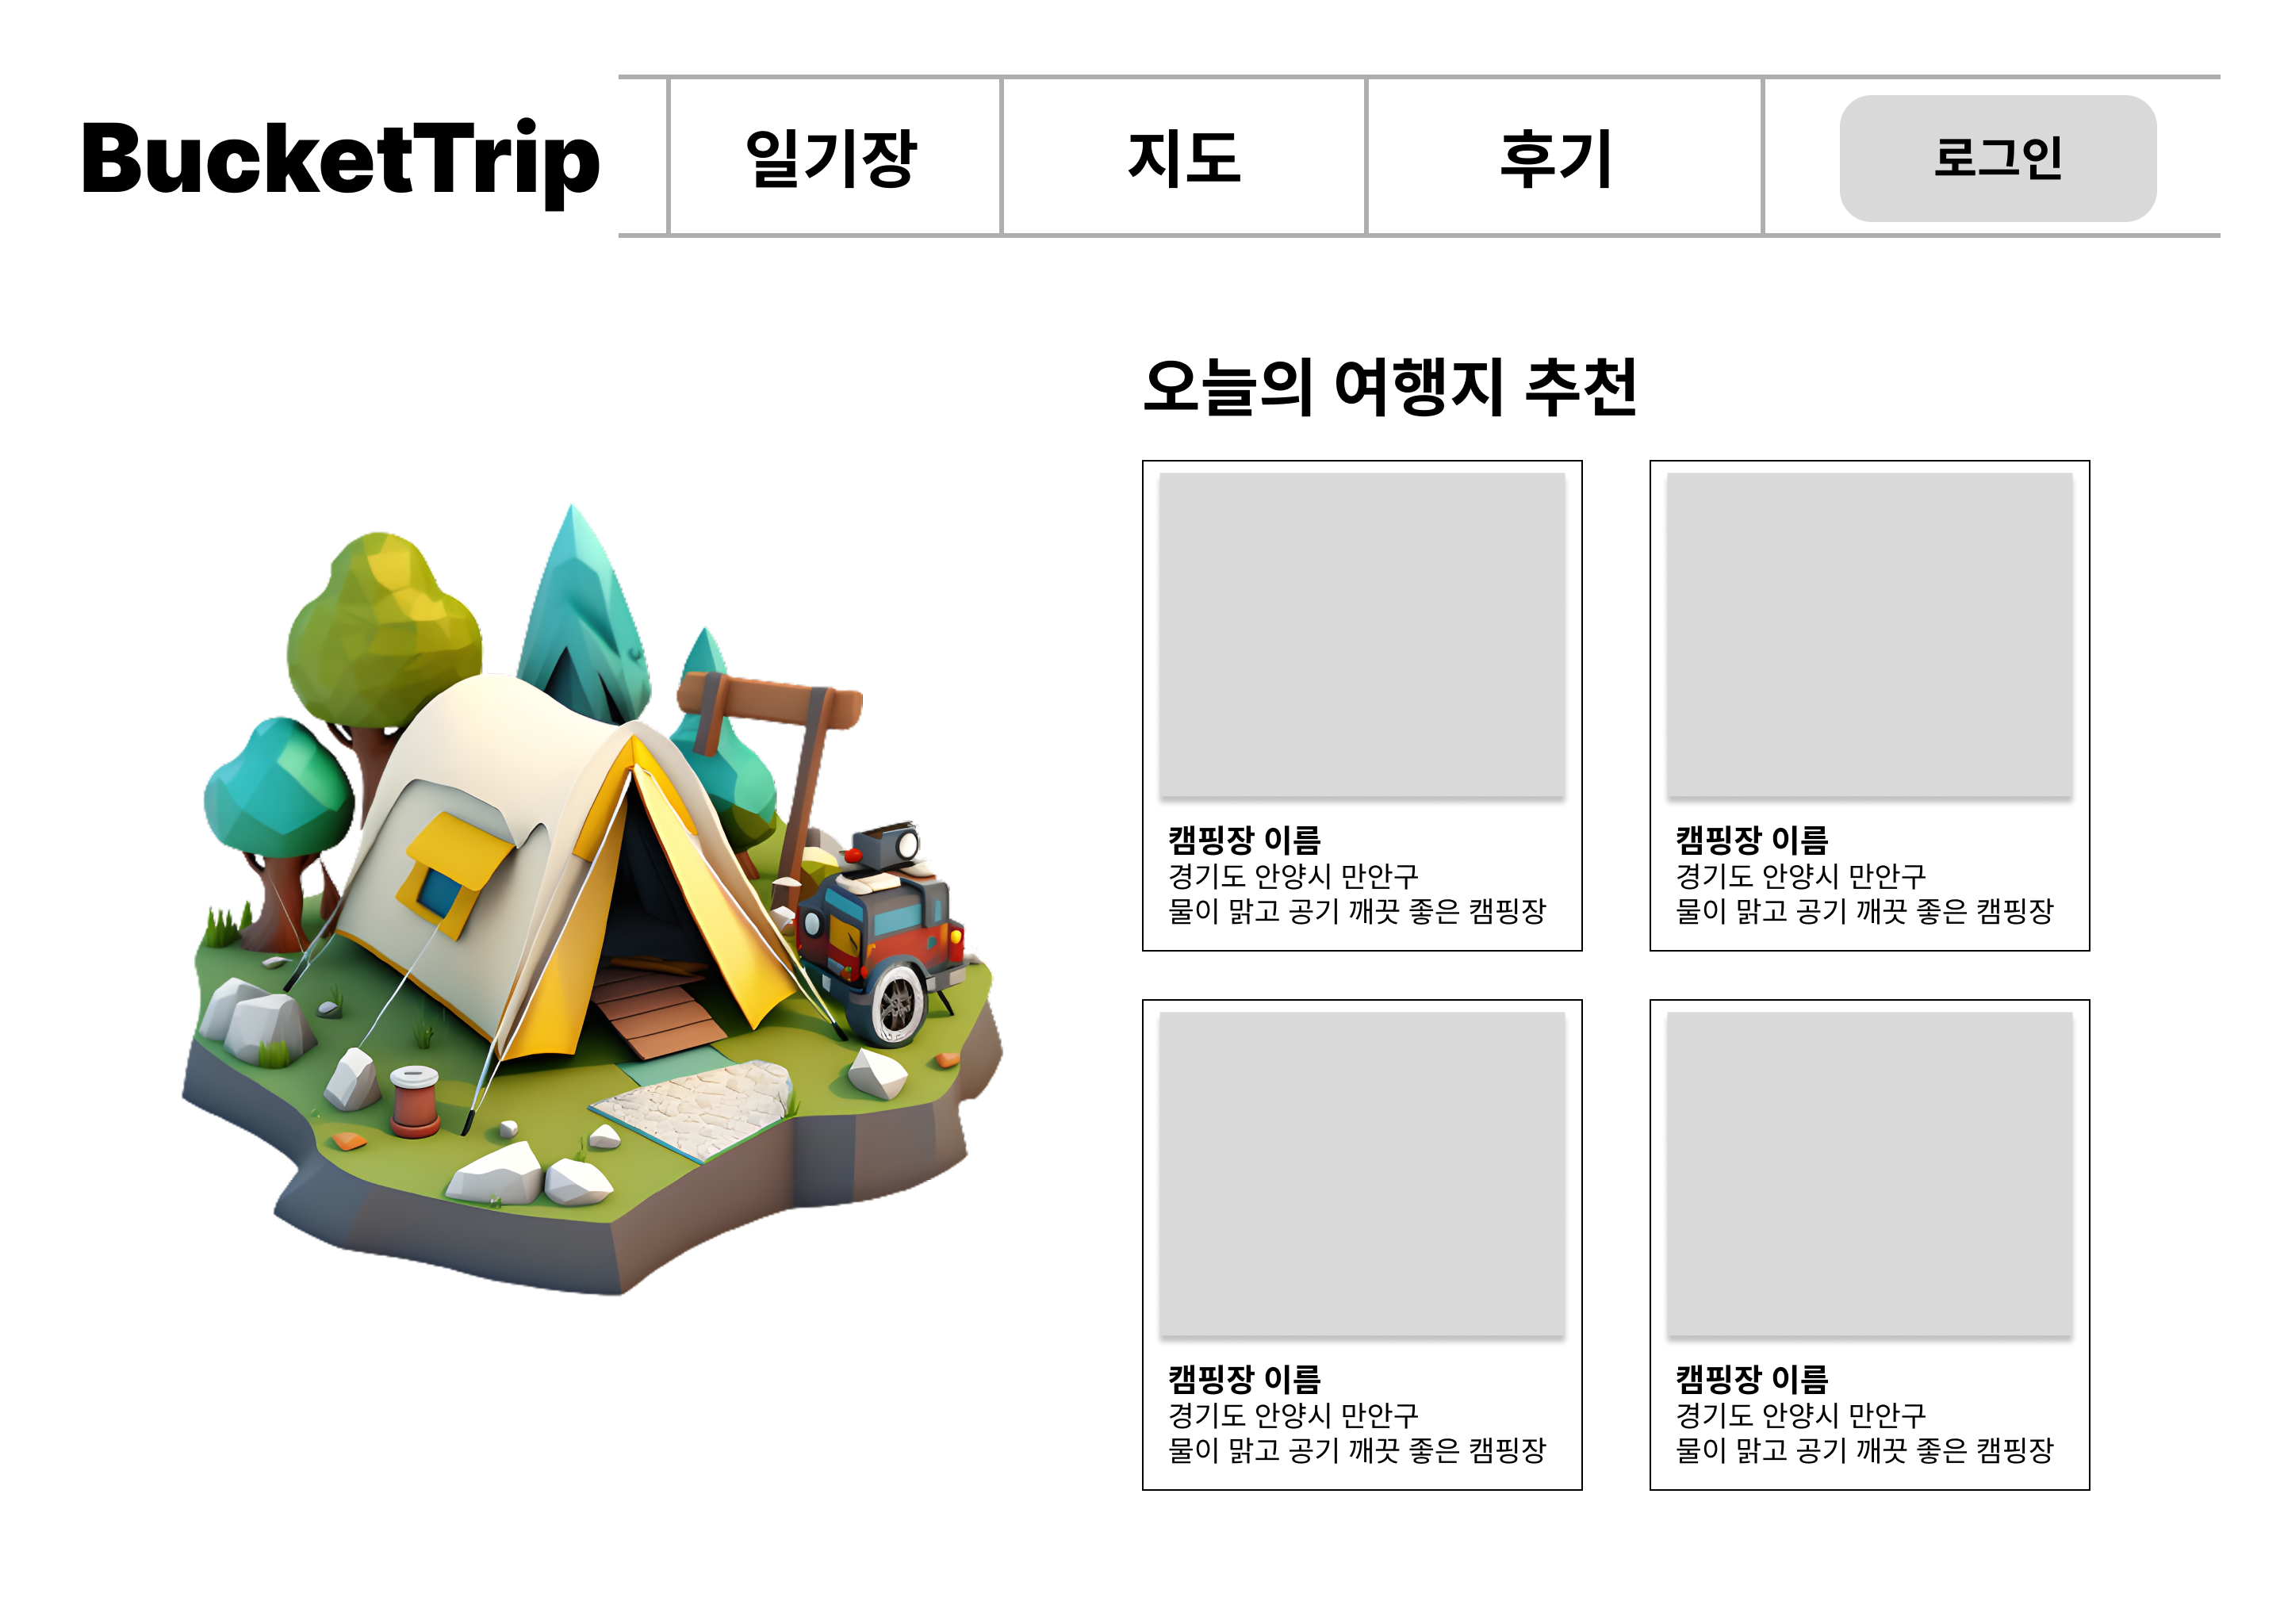 BucketTrip
일기장
지도
후기
로그인
오늘의 여행지 추천
캠핑장 이름
경기도 안양시 만안구
물이 맑고 공기 깨끗 좋은 캠핑장
캠핑장 이름
경기도 안양시 만안구
물이 맑고 공기 깨끗 좋은 캠핑장
캠핑장 이름
경기도 안양시 만안구
물이 맑고 공기 깨끗 좋은 캠핑장
캠핑장 이름
경기도 안양시 만안구
물이 맑고 공기 깨끗 좋은 캠핑장